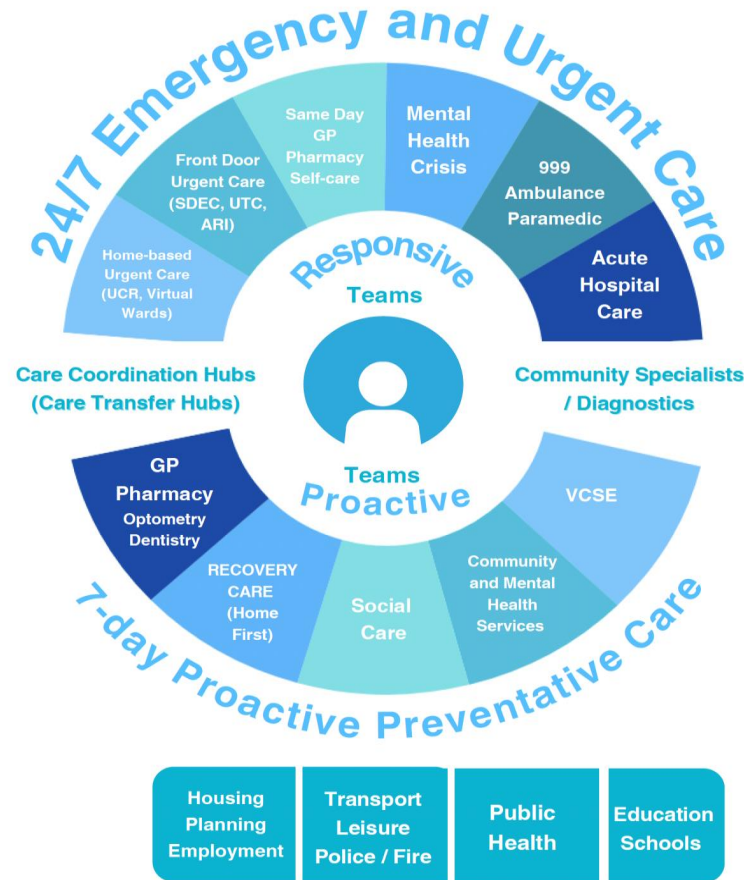 24/7 Emergency and Urgent Care
Home-based
Urgent Care
(UCR, Virtual
Wards)
Front Door
Urgent Care
(SDEC, UTC,
ARI)
Same Day
GP
Pharmacy
Self-care
Mental
Health
Crisis
999
Ambulance
Paramedic
Acute
Hospital
Care
Responsive
Teams
Care Coordination Hubs
(Care Transfer Hubs)
Community Specialists
/ Diagnostics
Teams
Proactive
GP
Pharmacy
Optometry
Dentistry
RECOVERY
CARE
(Home
First)
Social
Care
Community
and Mental
Health
Services
VCSE
7-day Proactive Preventative Care
Housing
Planning
Employment
Transport
Leisure
Police / Fire
Public
Health
Education
Schools